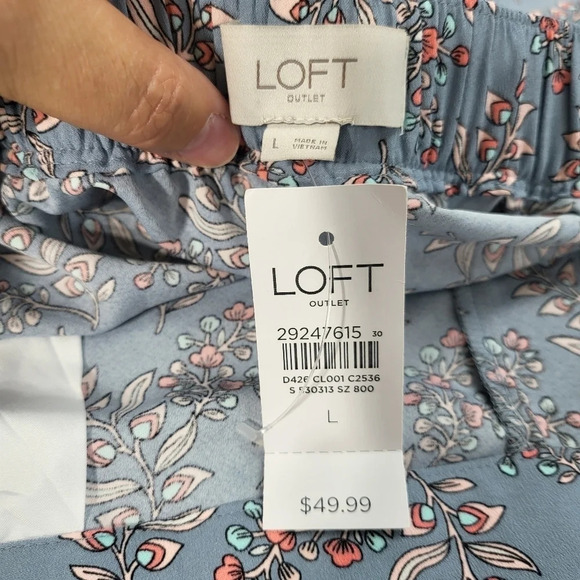 LOFT
OUTLET
L
MADE IN
VIETNAM
LOFT
OUTLET
29247615 30
D426 CL001 C2536
S 530313 SZ 800
L
$49.99